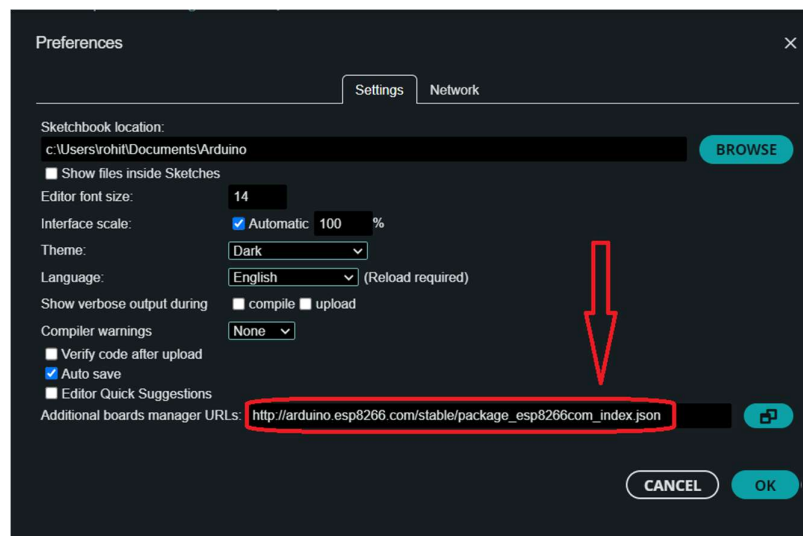 Preferences
Settings Network
Sketchbook location:
c:\Users\rohit\Documents\Arduino
BROWSE
Show files inside Sketches
Editor font size: 14
Interface scale: Automatic 100 %
Theme: Dark
Language: English (Reload required)
Show verbose output during compile upload
Compiler warnings None
Verify code after upload
Auto save
Editor Quick Suggestions
Additional boards manager URLs: http://arduino.esp8266.com/stable/package_esp8266com_index.json
CANCEL OK